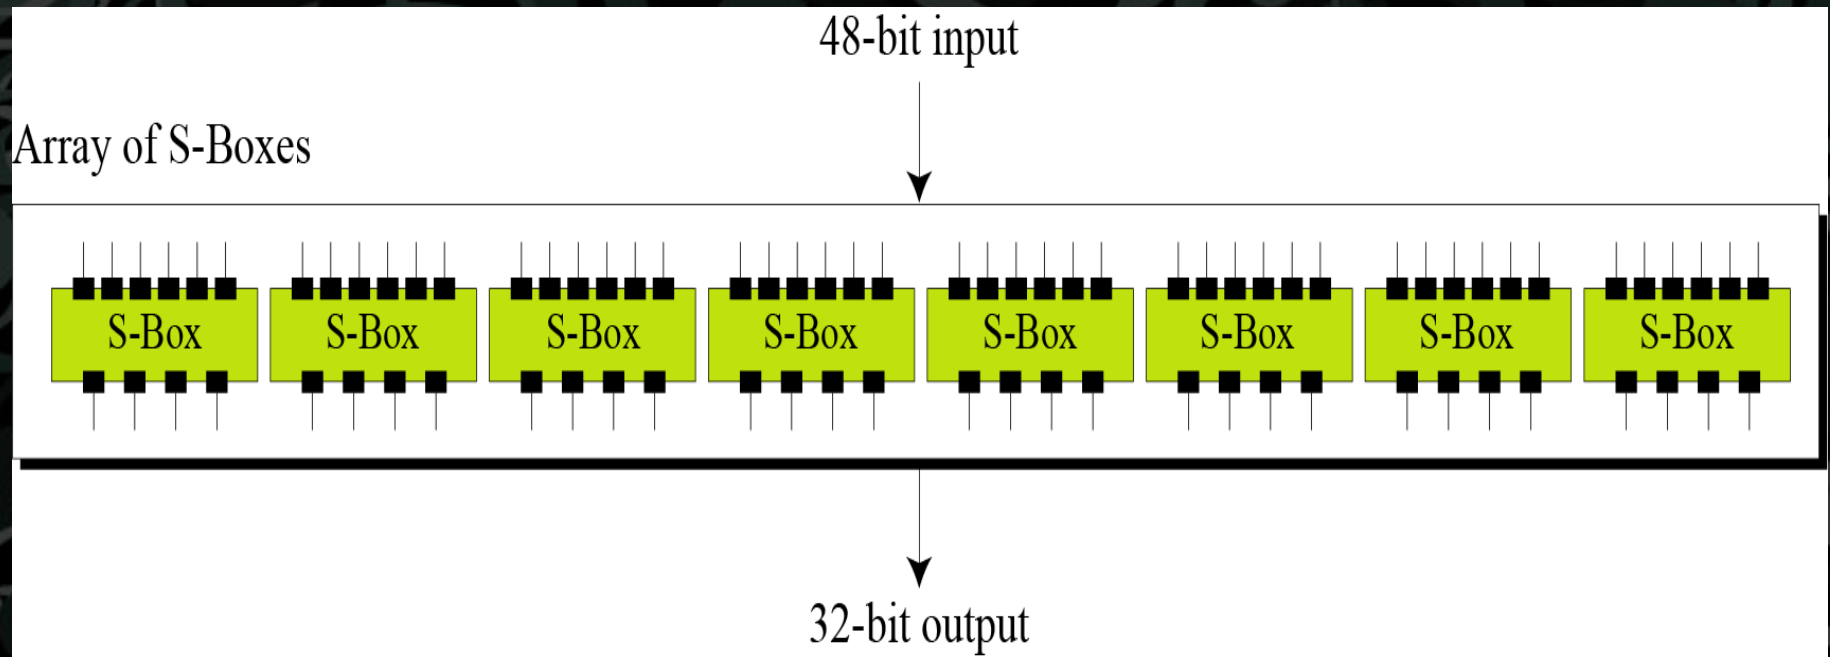 48-bit input
Array of S-Boxes
S-Box S-Box S-Box S-Box S-Box S-Box S-Box S-Box
32-bit output